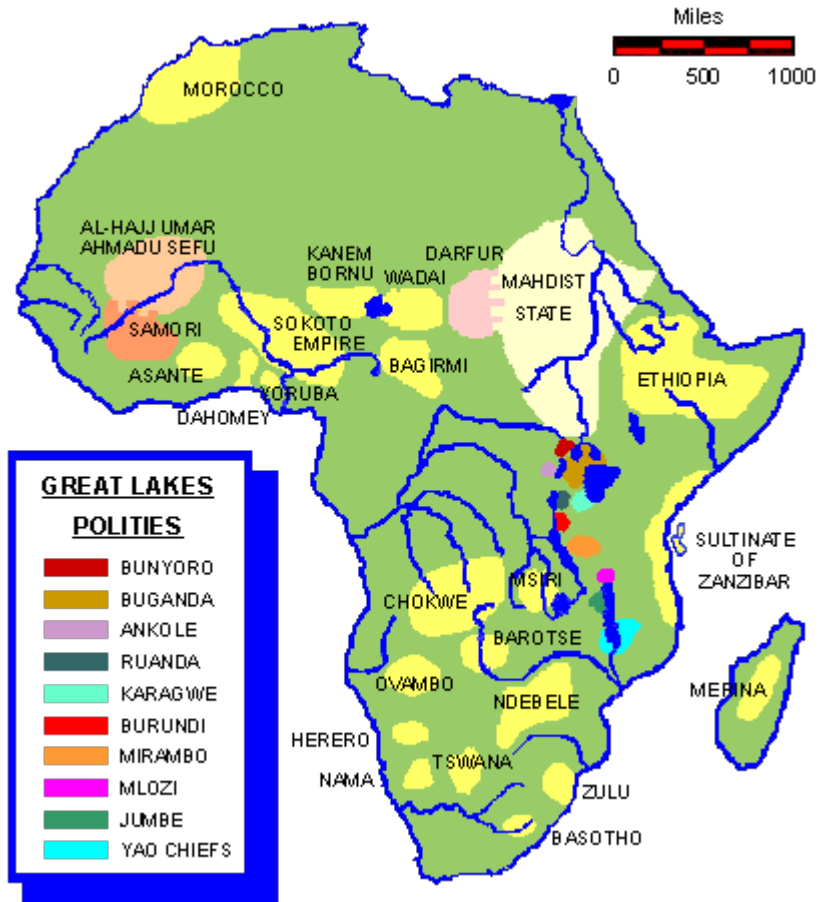 Miles
0 500 1000
MOROCCO
AL-HAJJ UMAR
AHMADU SEFU
KANEM
BORNU
WADAI
DARFUR
MAHDIST
STATE
SAMORI
SOKOTO
EMPIRE
BAGIRMI
ASANTE
YORUBA
DAHOMEY
ETHIOPIA
GREAT LAKES
POLITIES
BUNYORO
BUGANDA
ANKOLE
RUANDA
KARAGWE
BURUNDI
MIRAMBO
MLOZI
JUMBE
YAO CHIEFS
SULTINATE
OF
ZANZIBAR
MSIRI
CHOKWE
BAROTSE
OVAMBO
NDEBELE
MERINA
HERERO
TSWANA
NAMA
ZULU
BASOTHO